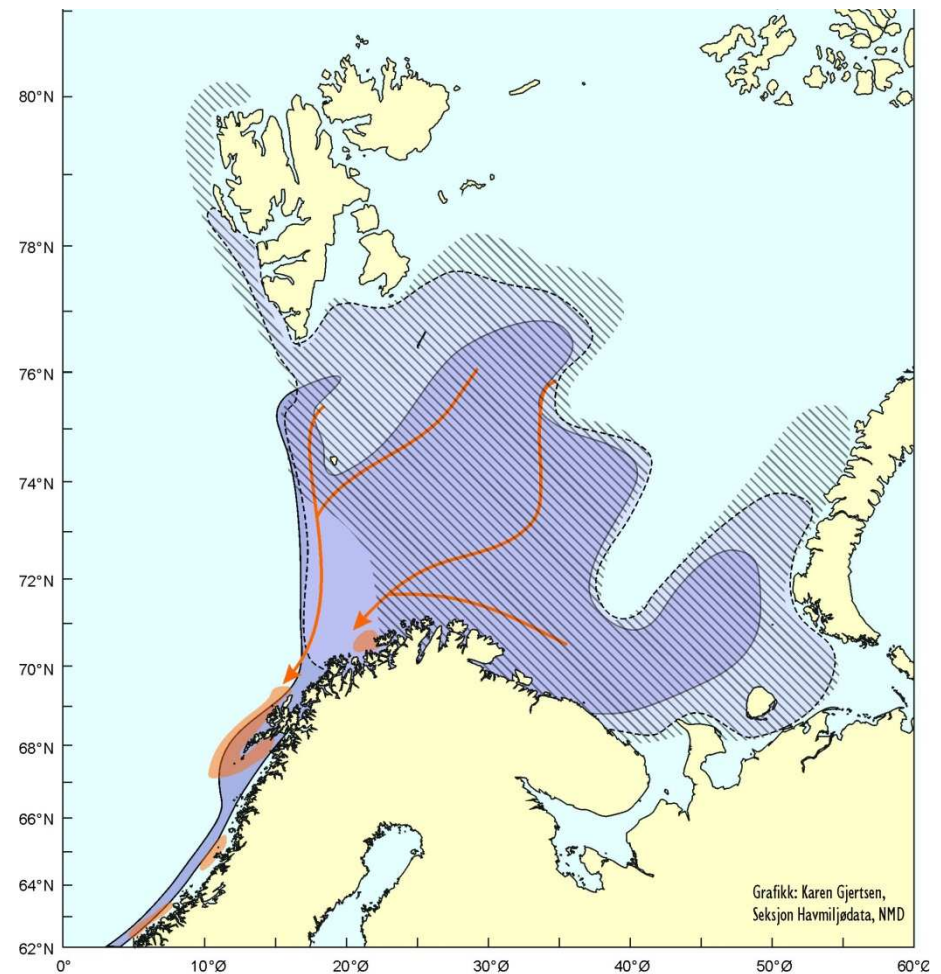 80°N
78°N
76°N
74°N
72°N
70°N
68°N
66°N
64°N
62°N
0° 10°Ø 20°Ø 30°Ø 40°Ø 50°Ø 60°Ø
Grafikk: Karen Gjertsen,
Seksjon Havmiljødata, NMD